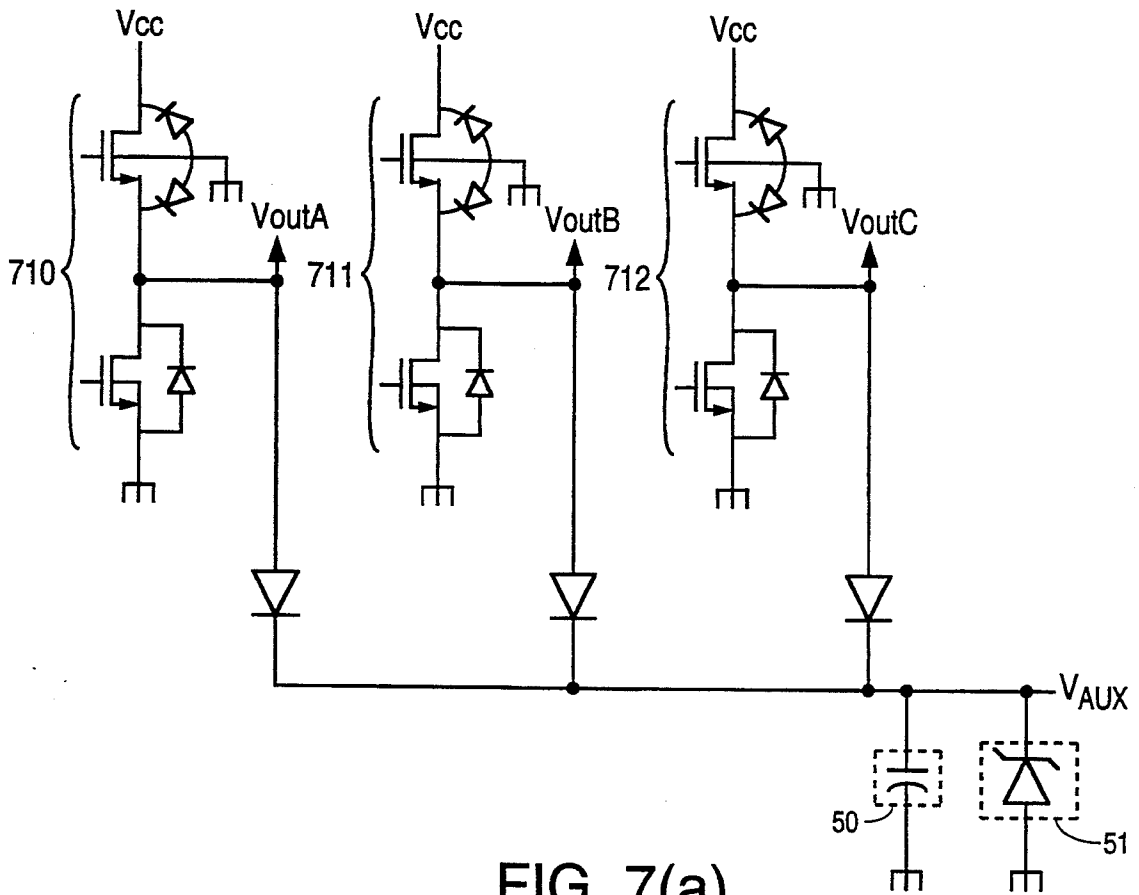 Vcc Vcc Vcc
VoutA VoutB VoutC
710 711 712
VAUX
50 51
FIG. 7(a)